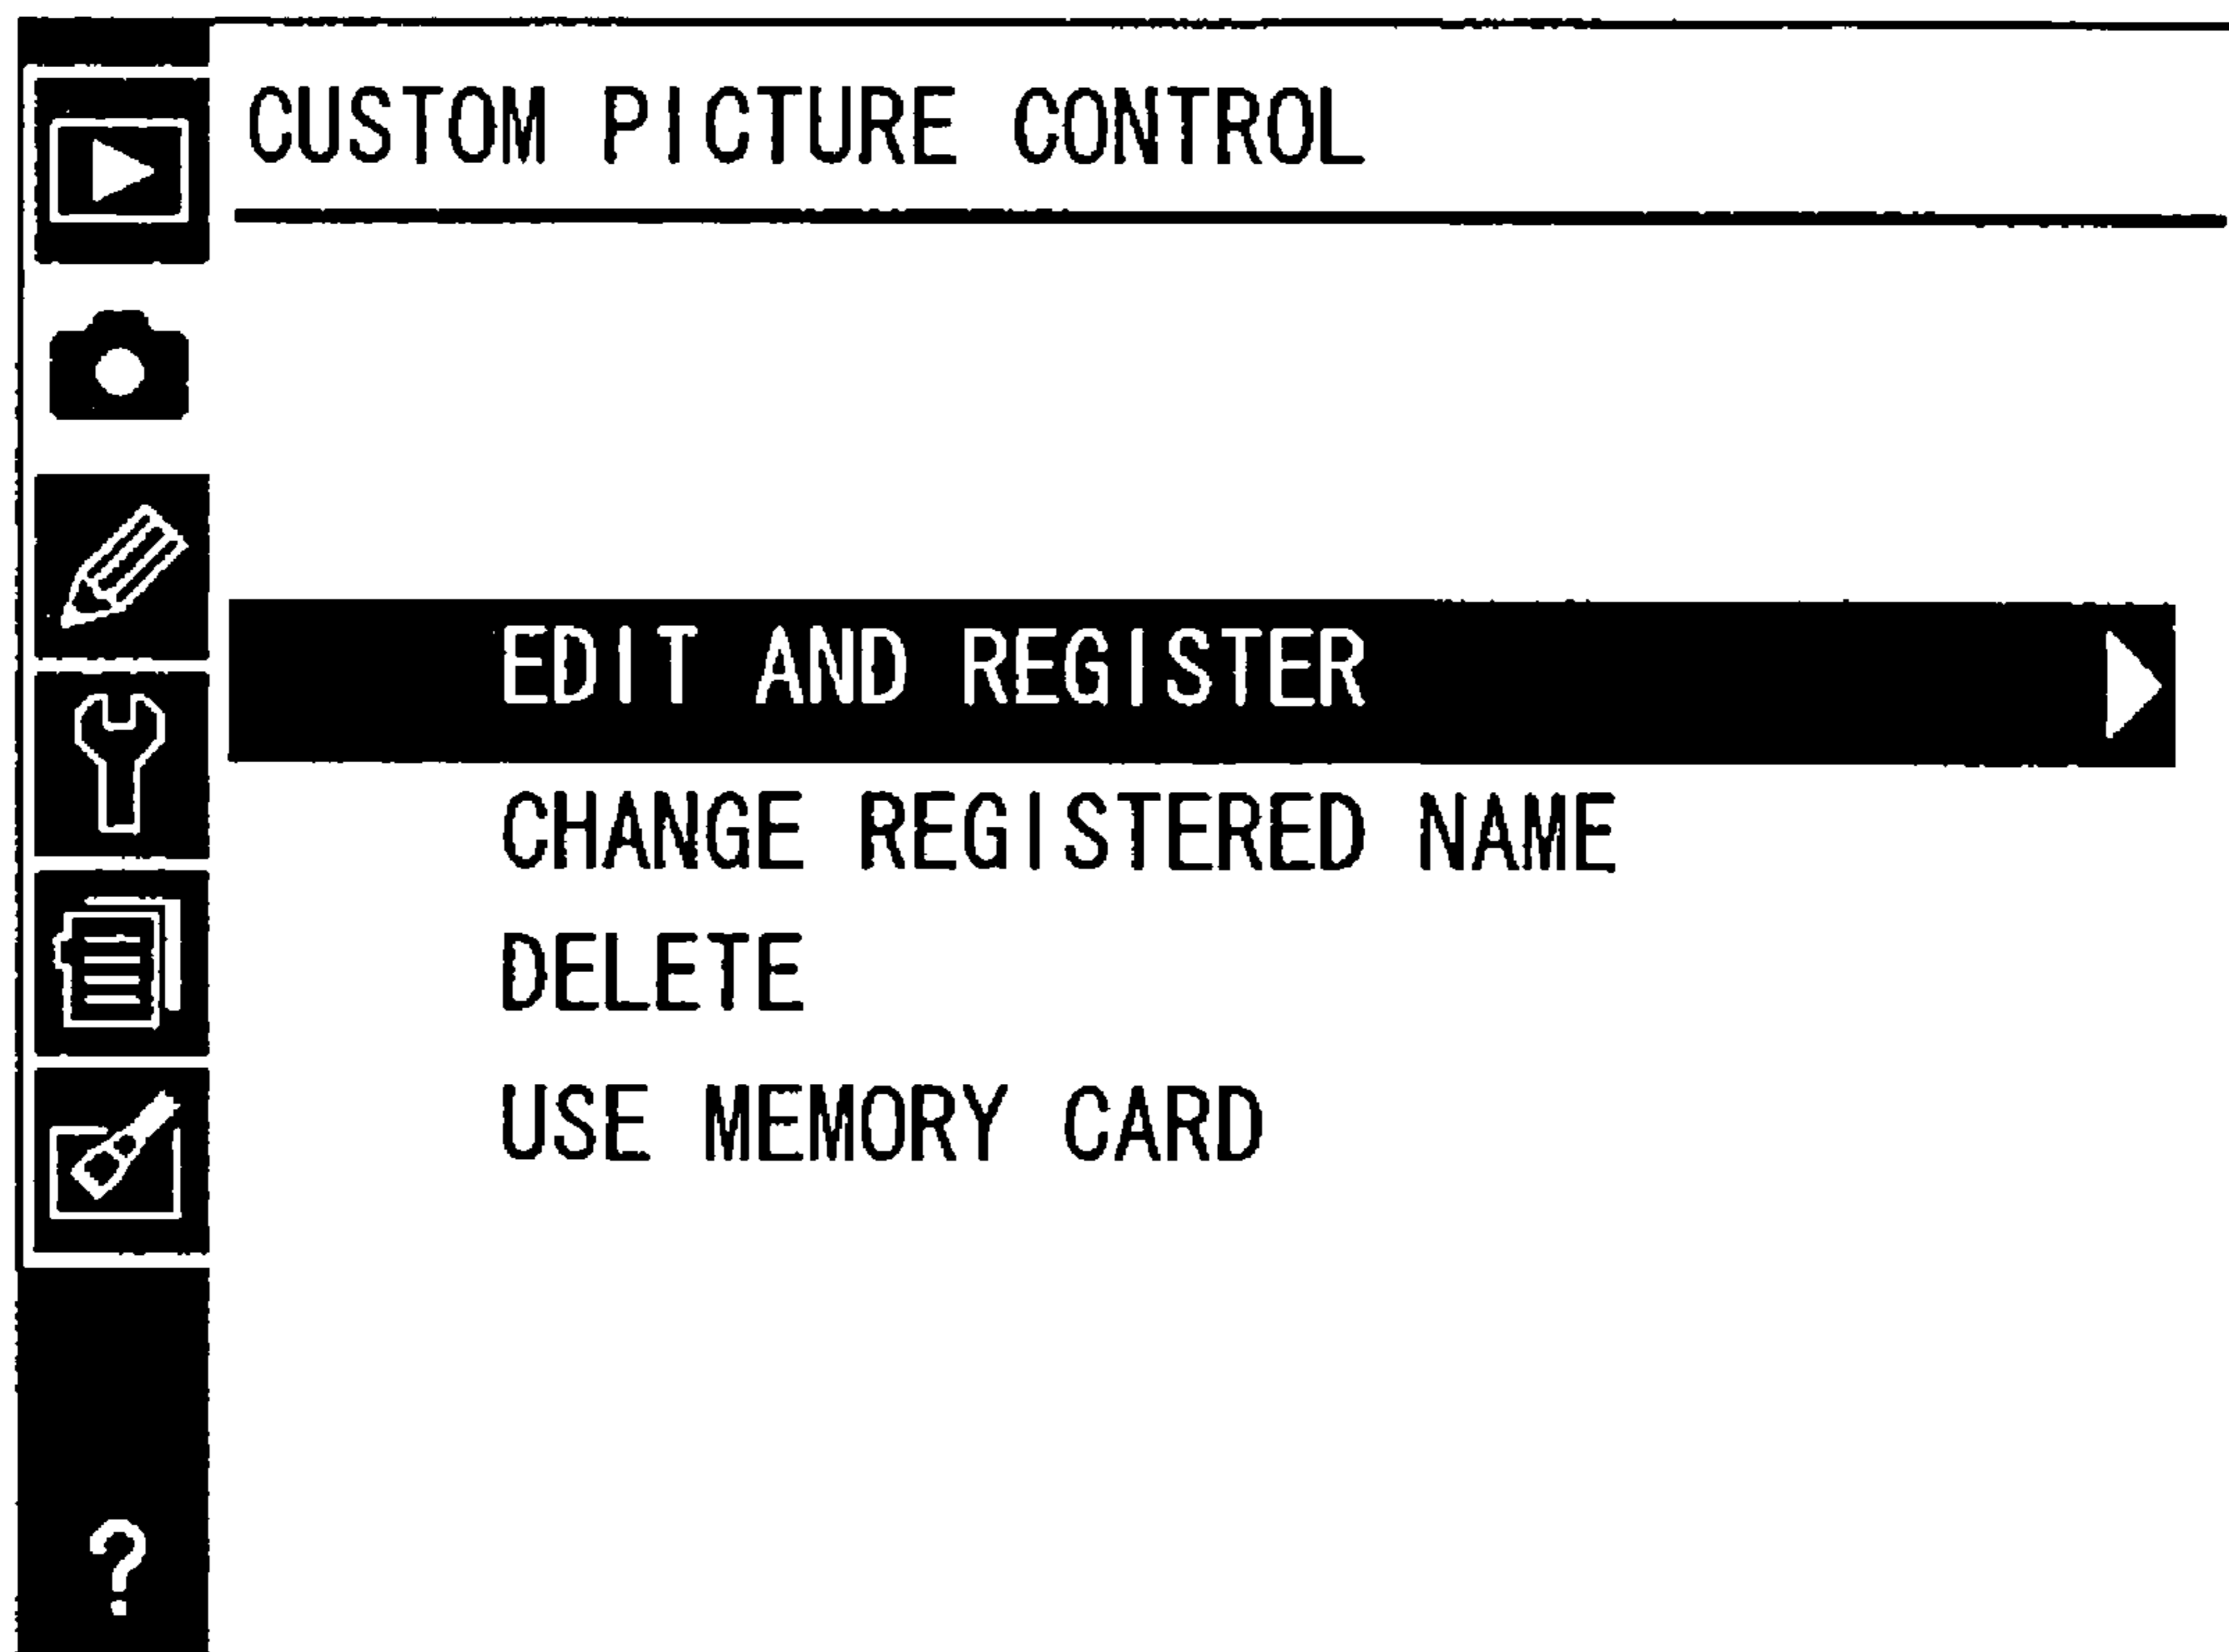 CUSTOM PICTURE CONTROL
EDIT AND REGISTER
CHANGE REGISTERED NAME
DELETE
USE MEMORY CARD
?